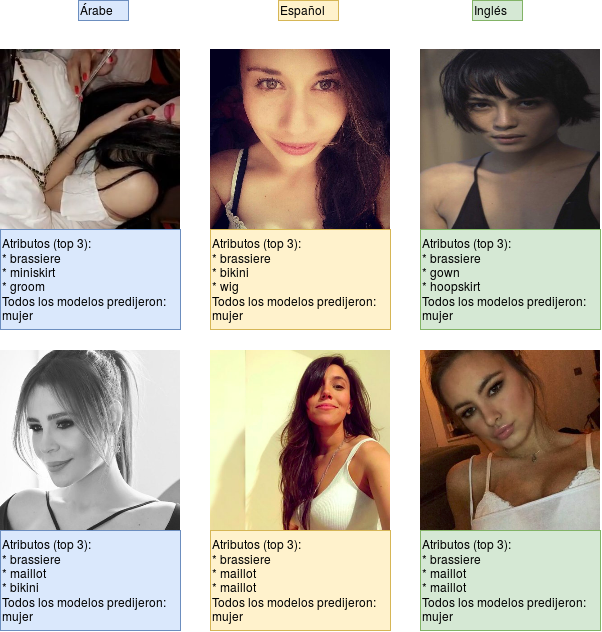 Árabe
Español
Inglés
Atributos (top 3):
* brassiere
* miniskirt
* groom
Todos los modelos predijeron:
mujer
Atributos (top 3):
* brassiere
* bikini
* wig
Todos los modelos predijeron:
mujer
Atributos (top 3):
* brassiere
* gown
* hoopskirt
Todos los modelos predijeron:
mujer
Atributos (top 3):
* brassiere
* maillot
* bikini
Todos los modelos predijeron:
mujer
Atributos (top 3):
* brassiere
* maillot
* maillot
Todos los modelos predijeron:
mujer
Atributos (top 3):
* brassiere
* maillot
* maillot
Todos los modelos predijeron:
mujer